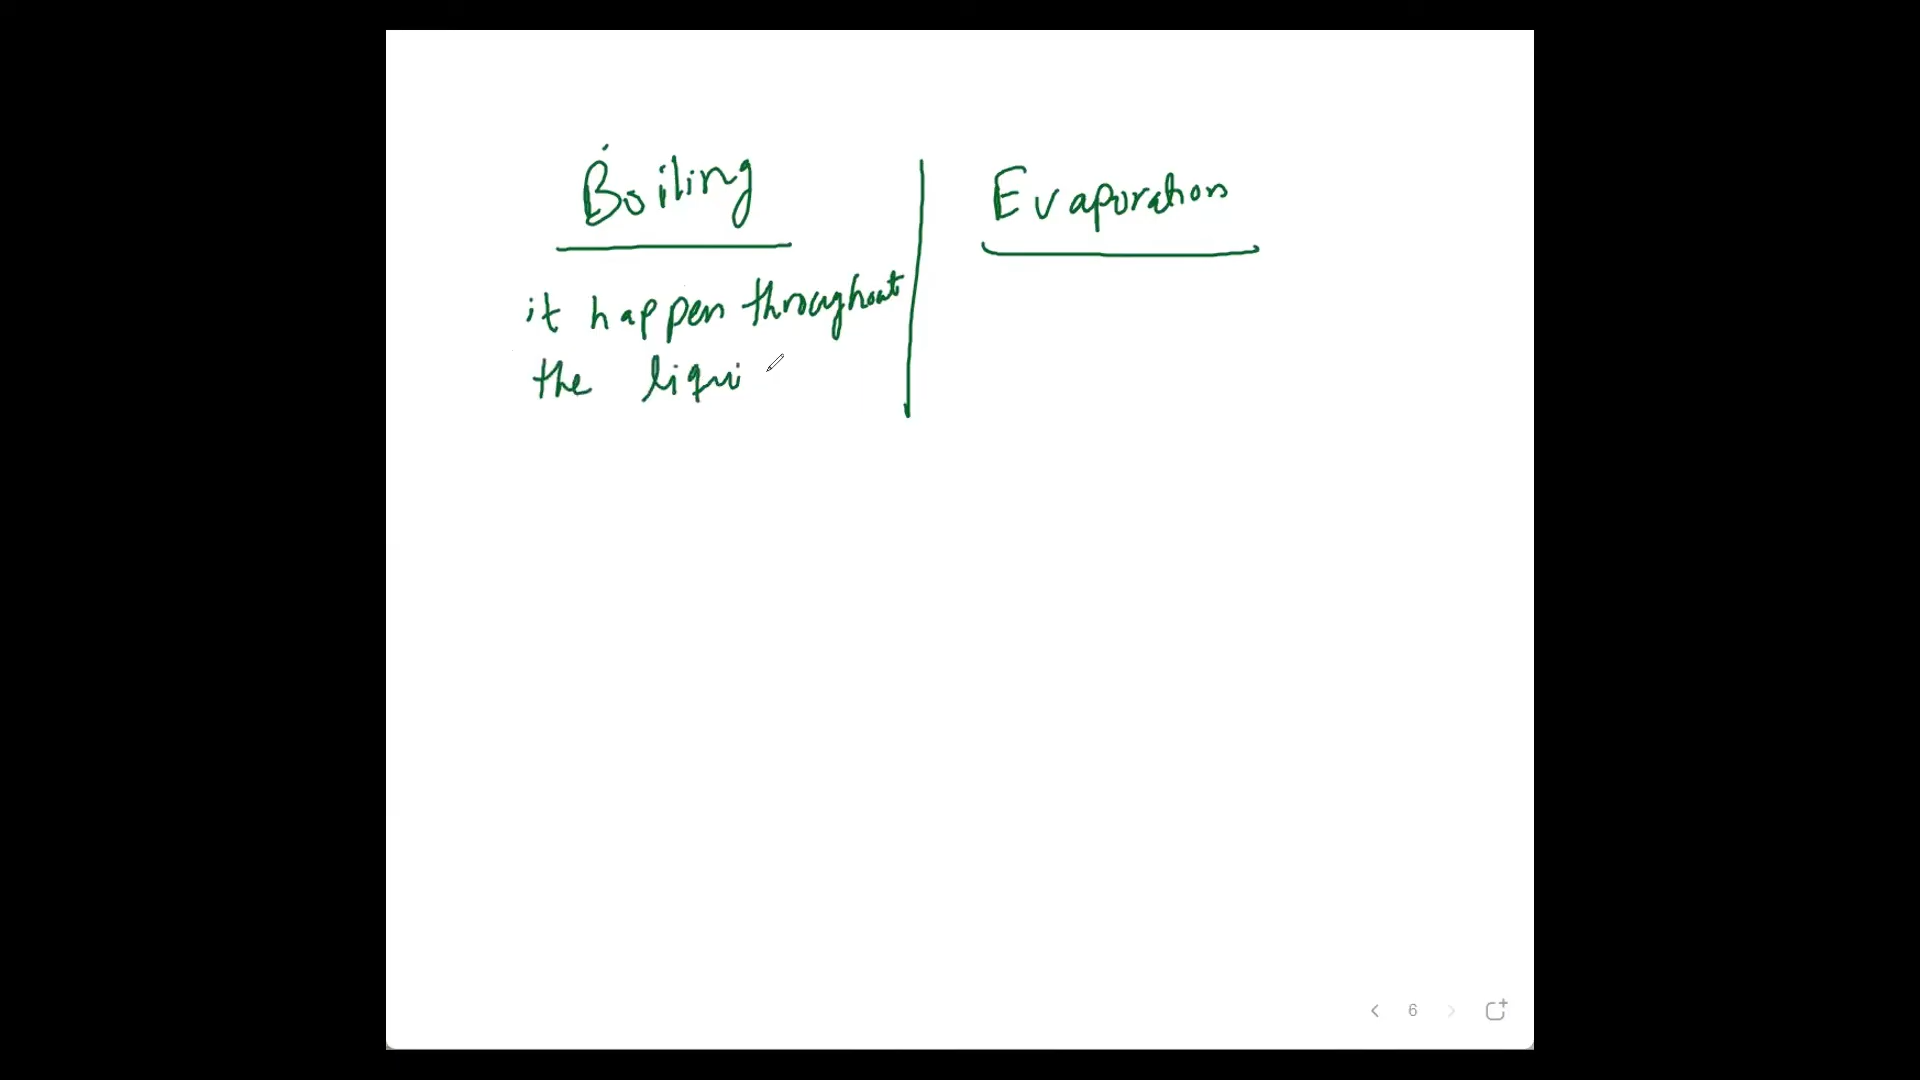 Boiling
Evaporation
it happen throughout
the liqui
6